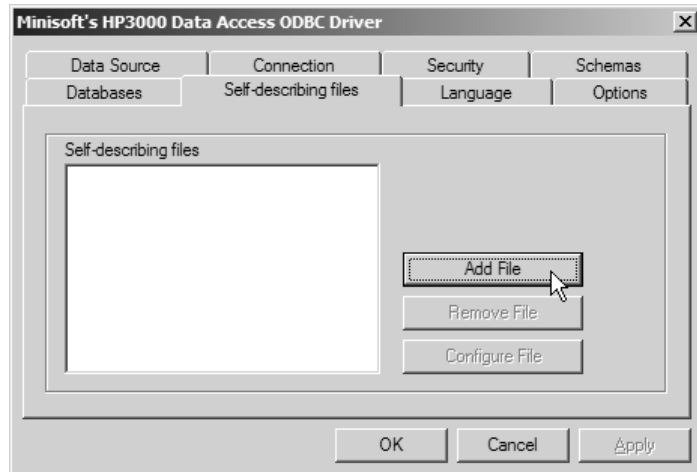 Minisoft's HP3000 Data Access ODBC Driver
Data Source Connection Security Schemas
Databases Self-describing files Language Options
Self-describing files
Add File
Remove File
Configure File
OK Cancel Apply